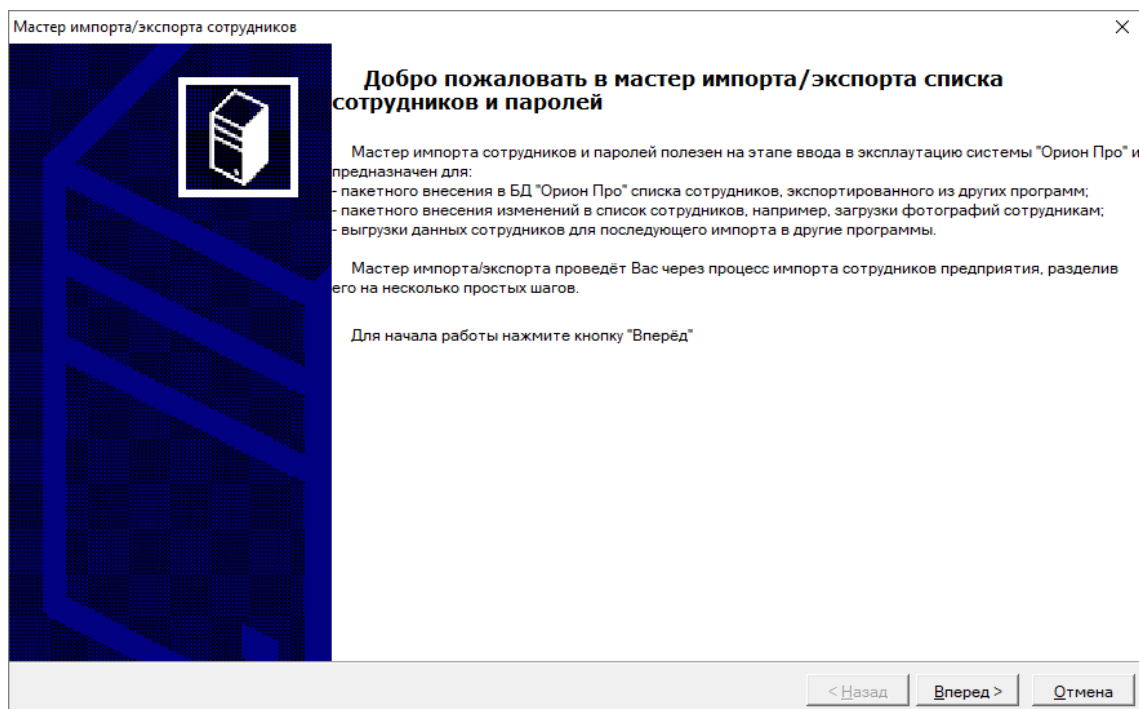 Мастер импорта/экспорта сотрудников
Добро пожаловать в мастер импорта/экспорта списка
сотрудников и паролей
Мастер импорта сотрудников и паролей полезен на этапе ввода в эксплаутацию системы "Орион Про" и
предназначен для:
- пакетного внесения в БД "Орион Про" списка сотрудников, экспортированного из других программ;
- пакетного внесения изменений в список сотрудников, например, загрузки фотографий сотрудникам;
- выгрузки данных сотрудников для последующего импорта в другие программы.
Мастер импорта/экспорта проведёт Вас через процесс импорта сотрудников предприятия, разделив
его на несколько простых шагов.
Для начала работы нажмите кнопку "Вперёд"
< Назад Вперед > Отмена